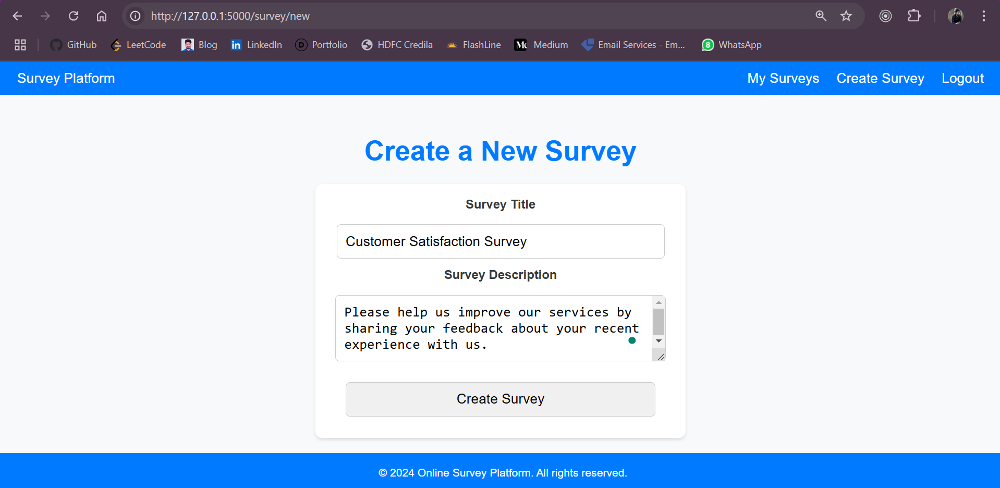 http://127.0.0.1:5000/survey/new
GitHub LeetCode Blog LinkedIn Portfolio HDFC Credila FlashLine Medium Email Services - Em... WhatsApp
Survey Platform My Surveys Create Survey Logout
Create a New Survey
Survey Title
Customer Satisfaction Survey
Survey Description
Please help us improve our services by
sharing your feedback about your recent
experience with us.
Create Survey
© 2024 Online Survey Platform. All rights reserved.